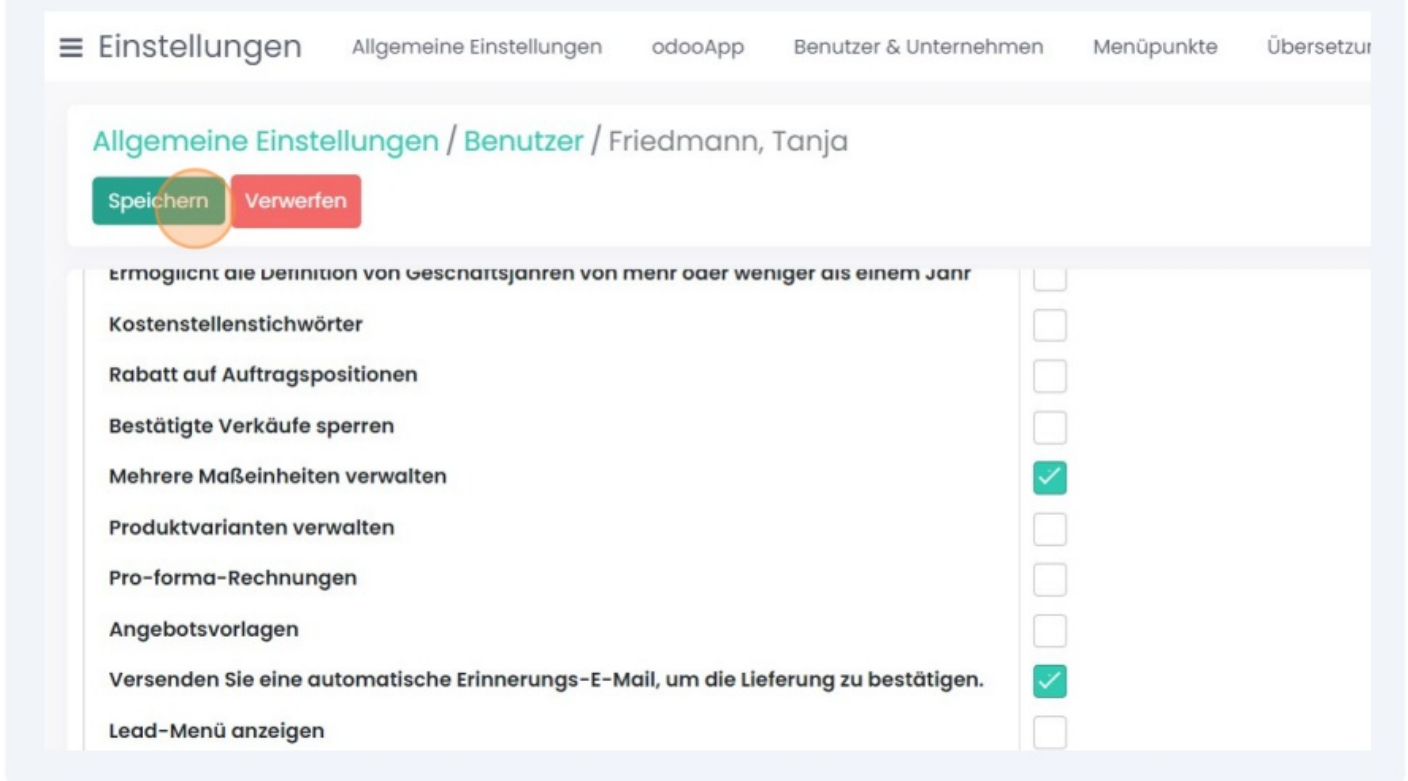 Einstellungen Allgemeine Einstellungen odooApp Benutzer & Unternehmen Menüpunkte Übersetzun
Allgemeine Einstellungen / Benutzer / Friedmann, Tanja
Speichern Verwerfen
Ermöglicht die Definition von Geschäftsjahren von mehr oder weniger als einem Jahr
Kostenstellenstichwörter
Rabatt auf Auftragspositionen
Bestätigte Verkäufe sperren
Mehrere Maßeinheiten verwalten
Produktvarianten verwalten
Pro-forma-Rechnungen
Angebotsvorlagen
Versenden Sie eine automatische Erinnerungs-E-Mail, um die Lieferung zu bestätigen.
Lead-Menü anzeigen